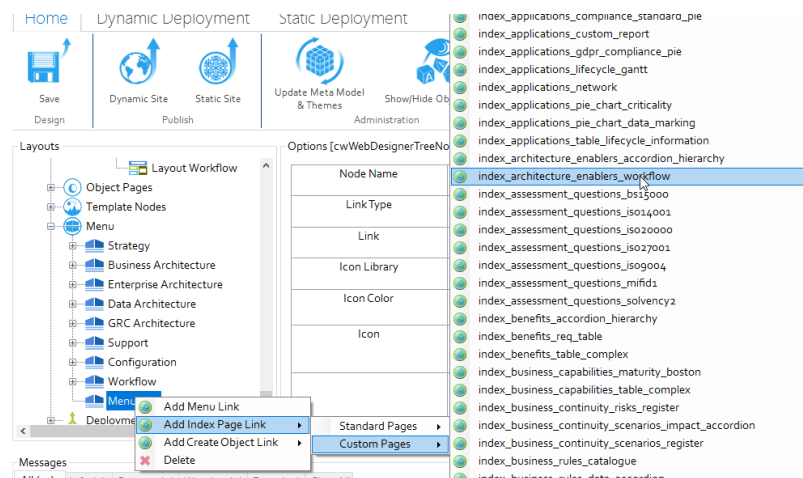 Home Dynamic Deployment Static Deployment
Save Dynamic Site Static Site Update Meta Model & Themes Show/Hide Ob
Design Publish Administration
Layouts
Layout Workflow
Object Pages
Template Nodes
Menu
Strategy
Business Architecture
Enterprise Architecture
Data Architecture
GRC Architecture
Support
Configuration
Workflow
Menu
Deployme
Messages
Options [cwWebDesignerTreeNo
Node Name
Link Type
Link
Icon Library
Icon Color
Icon
Add Menu Link
Add Index Page Link
Add Create Object Link
Delete
Standard Pages
Custom Pages
index_applications_compliance_standard_pie
index_applications_custom_report
index_applications_gdpr_compliance_pie
index_applications_lifecycle_gantt
index_applications_network
index_applications_pie_chart_criticality
index_applications_pie_chart_data_marking
index_applications_table_lifecycle_information
index_architecture_enablers_accordion_hierarchy
index_architecture_enablers_workflow
index_assessment_questions_bs15000
index_assessment_questions_iso14001
index_assessment_questions_iso20000
index_assessment_questions_iso27001
index_assessment_questions_iso9004
index_assessment_questions_mifid1
index_assessment_questions_solvency2
index_benefits_accordion_hierarchy
index_benefits_req_table
index_benefits_table_complex
index_business_capabilities_maturity_boston
index_business_capabilities_table_complex
index_business_continuity_risks_register
index_business_continuity_scenarios_impact_accordion
index_business_continuity_scenarios_register
index_business_rules_catalogue